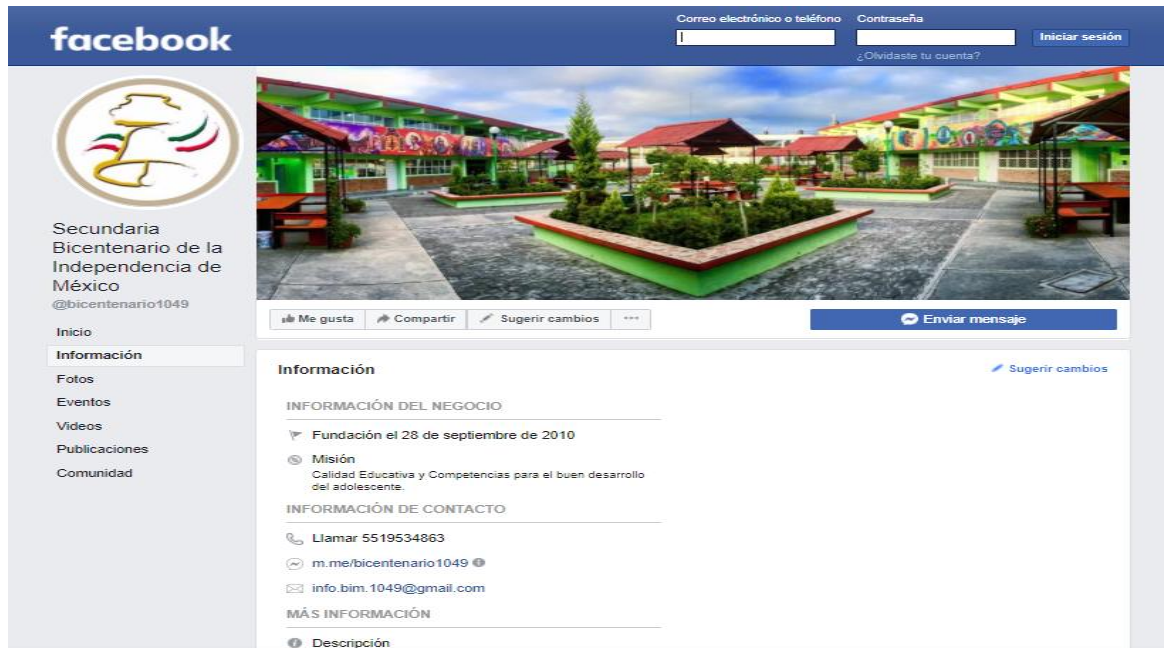 facebook
Correo electrónico o teléfono
Contraseña
Iniciar sesión
¿Olvidaste tu cuenta?
Secundaria
Bicentenario de la
Independencia de
México
@bicentenario1049
Inicio
Información
Fotos
Eventos
Videos
Publicaciones
Comunidad
Me gusta
Compartir
Sugerir cambios
Enviar mensaje
Información
Sugerir cambios
INFORMACIÓN DEL NEGOCIO
Fundación el 28 de septiembre de 2010
Misión
Calidad Educativa y Competencias para el buen desarrollo
del adolescente.
INFORMACIÓN DE CONTACTO
Llamar 5519534863
m.me/bicentenario1049
info.bim.1049@gmail.com
MÁS INFORMACIÓN
Descripción